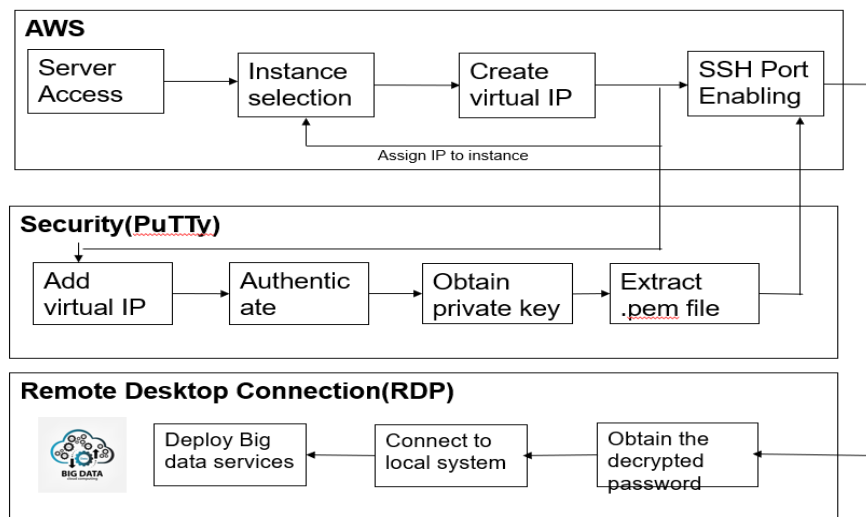 AWS
Server
Access
Instance
selection
Create
virtual IP
SSH Port
Enabling
Assign IP to instance
Security(PuTTy)
Add
virtual IP
Authentic
ate
Obtain
private key
Extract
.pem file
Remote Desktop Connection(RDP)
BIG DATA
cloud computing
Deploy Big
data services
Connect to
local system
Obtain the
decrypted
password